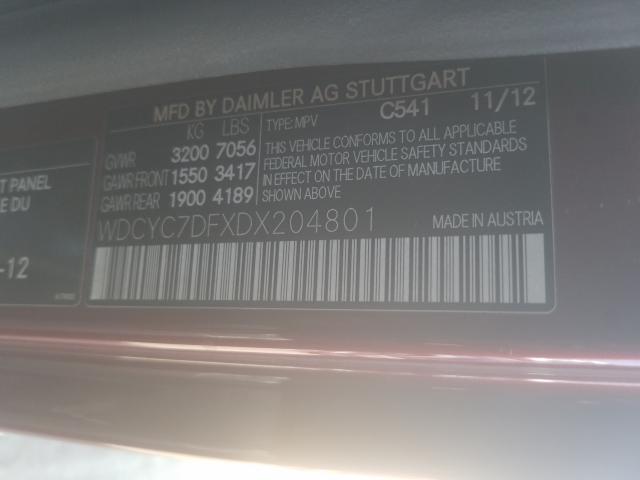 MFD BY DAIMLER AG STUTTGART
KG LBS
GVWR 3200 7056
GAWR FRONT 1550 3417
GAWR REAR 1900 4189
TYPE: MPV C541 11/12
THIS VEHICLE CONFORMS TO ALL APPLICABLE
FEDERAL MOTOR VEHICLE SAFETY STANDARDS
IN EFFECT ON THE DATE OF MANUFACTURE
SHOWN ABOVE
WDCYC7DFXDX204801
MADE IN AUSTRIA
T PANEL
E DU
-12